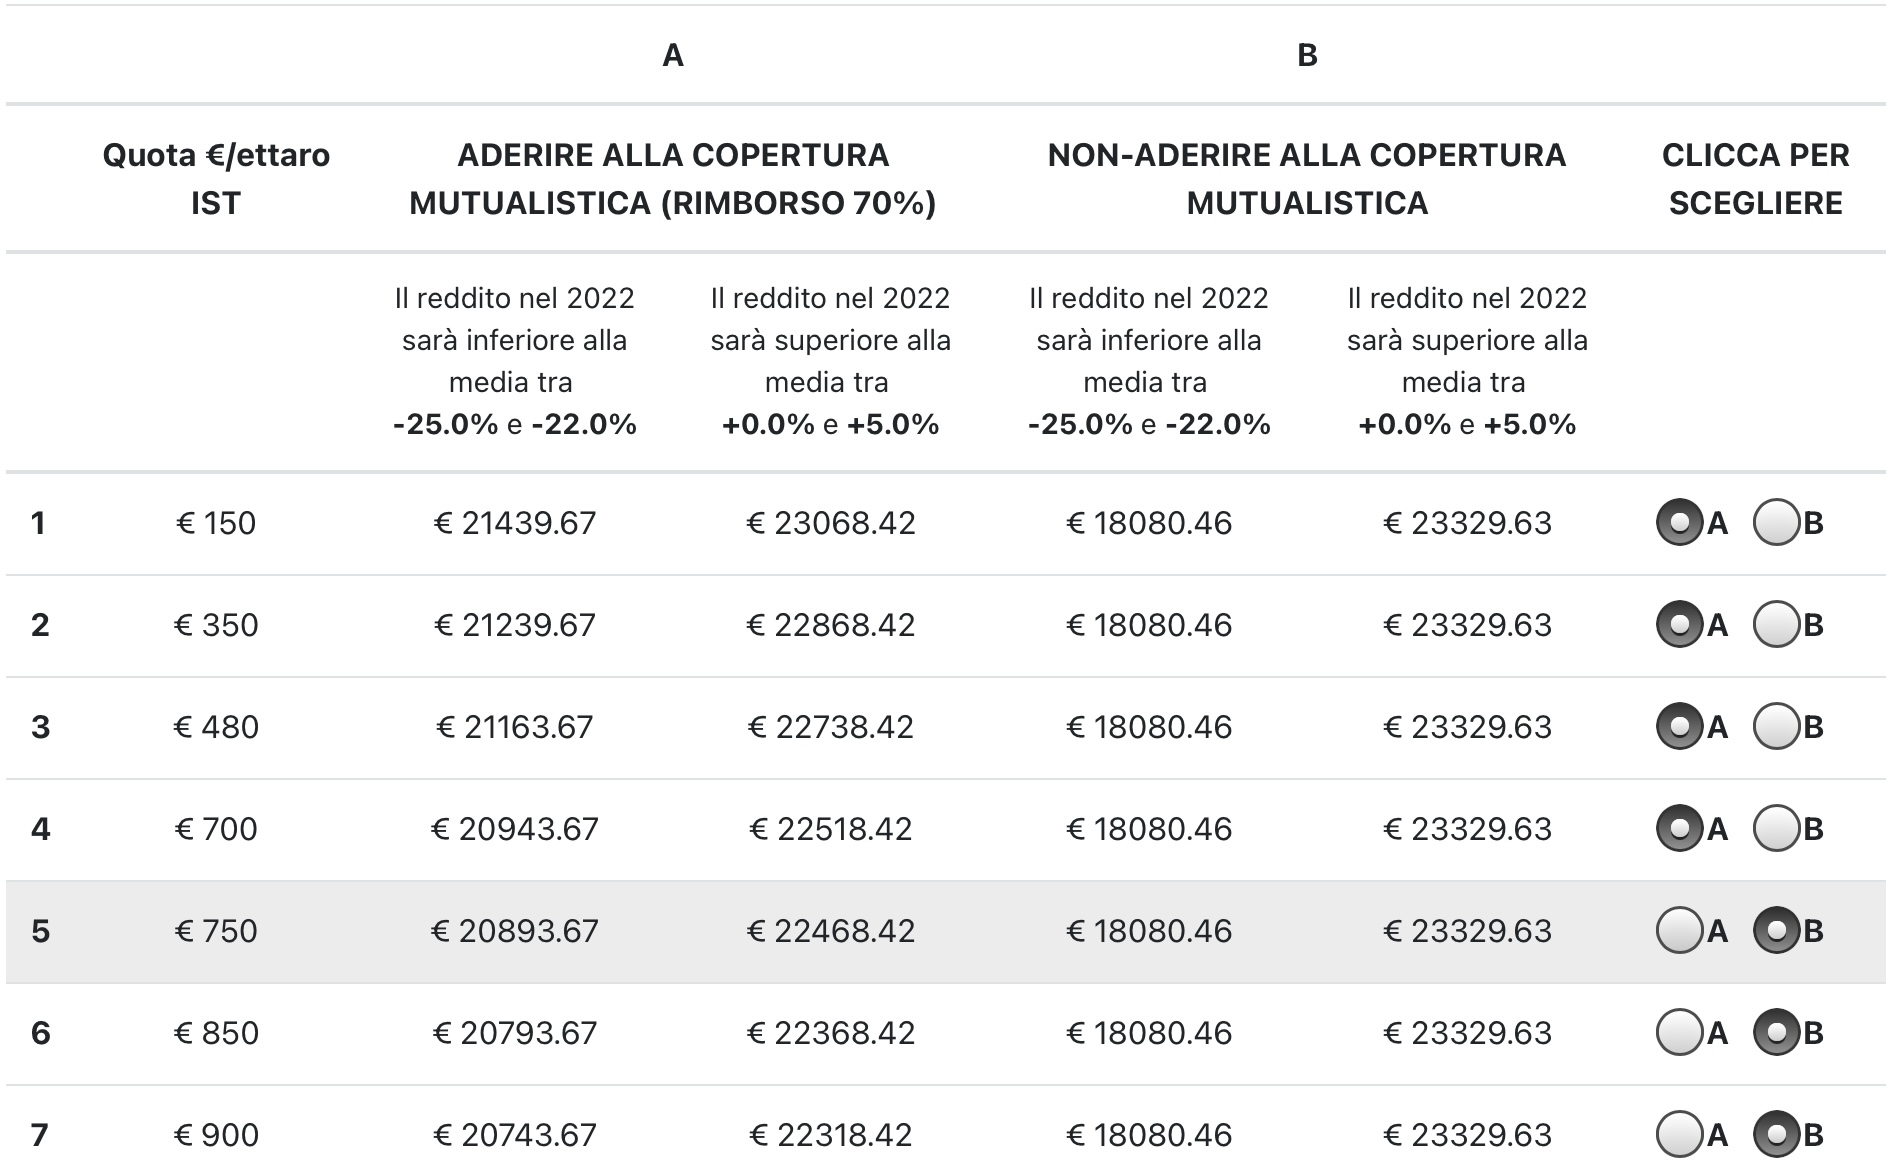 A B
Quota €/ettaro ADERIRE ALLA COPERTURA NON-ADERIRE ALLA COPERTURA CLICCA PER
IST MUTUALISTICA (RIMBORSO 70%) MUTUALISTICA SCEGLIERE
Il reddito nel 2022 Il reddito nel 2022 Il reddito nel 2022 Il reddito nel 2022
sarà inferiore alla sarà superiore alla sarà inferiore alla sarà superiore alla
media tra media tra media tra media tra
-25.0% e -22.0% +0.0% e +5.0% -25.0% e -22.0% +0.0% e +5.0%
1 € 150 € 21439.67 € 23068.42 € 18080.46 € 23329.63 A B
2 € 350 € 21239.67 € 22868.42 € 18080.46 € 23329.63 A B
3 € 480 € 21163.67 € 22738.42 € 18080.46 € 23329.63 A B
4 € 700 € 20943.67 € 22518.42 € 18080.46 € 23329.63 A B
5 € 750 € 20893.67 € 22468.42 € 18080.46 € 23329.63 A B
6 € 850 € 20793.67 € 22368.42 € 18080.46 € 23329.63 A B
7 € 900 € 20743.67 € 22318.42 € 18080.46 € 23329.63 A B